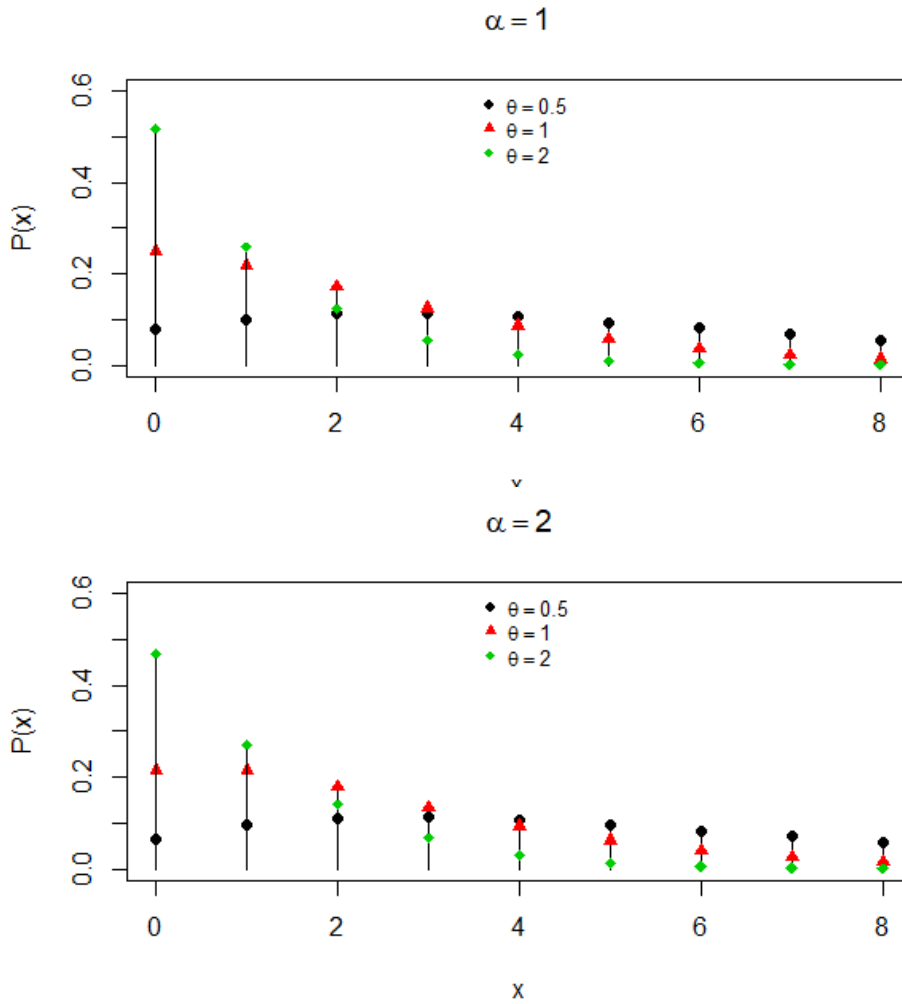 α = 1
P(x)
0.0 0.2 0.4 0.6
θ = 0.5
θ = 1
θ = 2
0 2 4 6 8
α = 2
P(x)
0.0 0.2 0.4 0.6
θ = 0.5
θ = 1
θ = 2
0 2 4 6 8
x